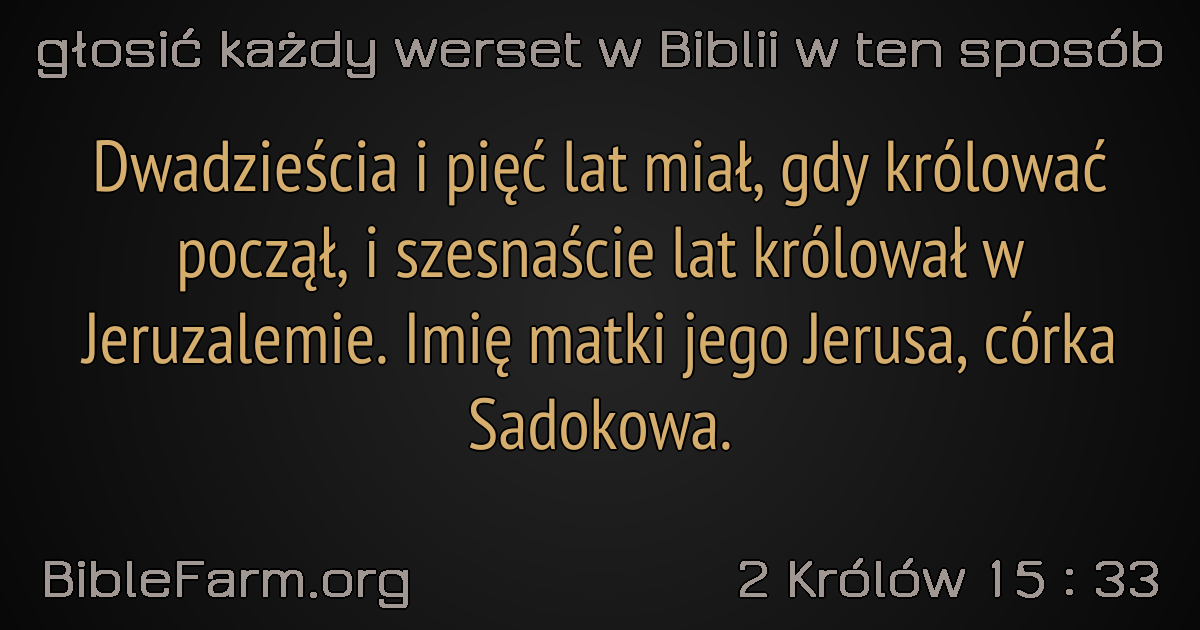 głosić każdy werset w Biblii w ten sposób
Dwadzieścia i pięć lat miał, gdy królować
począł, i szesnaście lat królował w
Jeruzalemie. Imię matki jego Jerusa, córka
Sadokowa.
BibleFarm.org
2 Królów 15 : 33